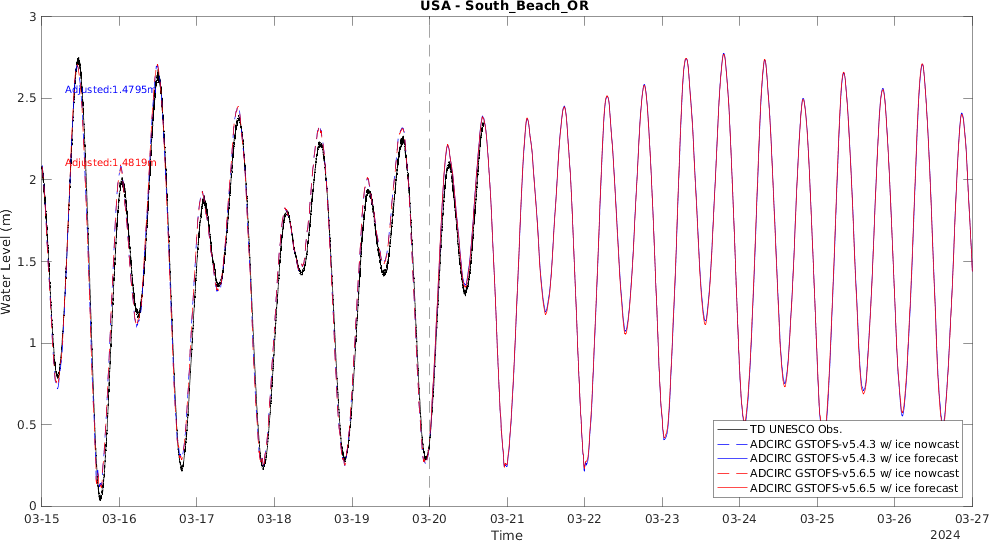 USA - South_Beach_OR
3
2.5
2
1.5
1
0.5
0
Water Level (m)
Adjusted:1.4795m
Adjusted:1.4819m
TD UNESCO Obs.
ADCIRC GSTOFS-v5.4.3 w/ ice nowcast
ADCIRC GSTOFS-v5.4.3 w/ ice forecast
ADCIRC GSTOFS-v5.6.5 w/ ice nowcast
ADCIRC GSTOFS-v5.6.5 w/ ice forecast
03-15 03-16 03-17 03-18 03-19 03-20 03-21 03-22 03-23 03-24 03-25 03-26 03-27
Time
2024